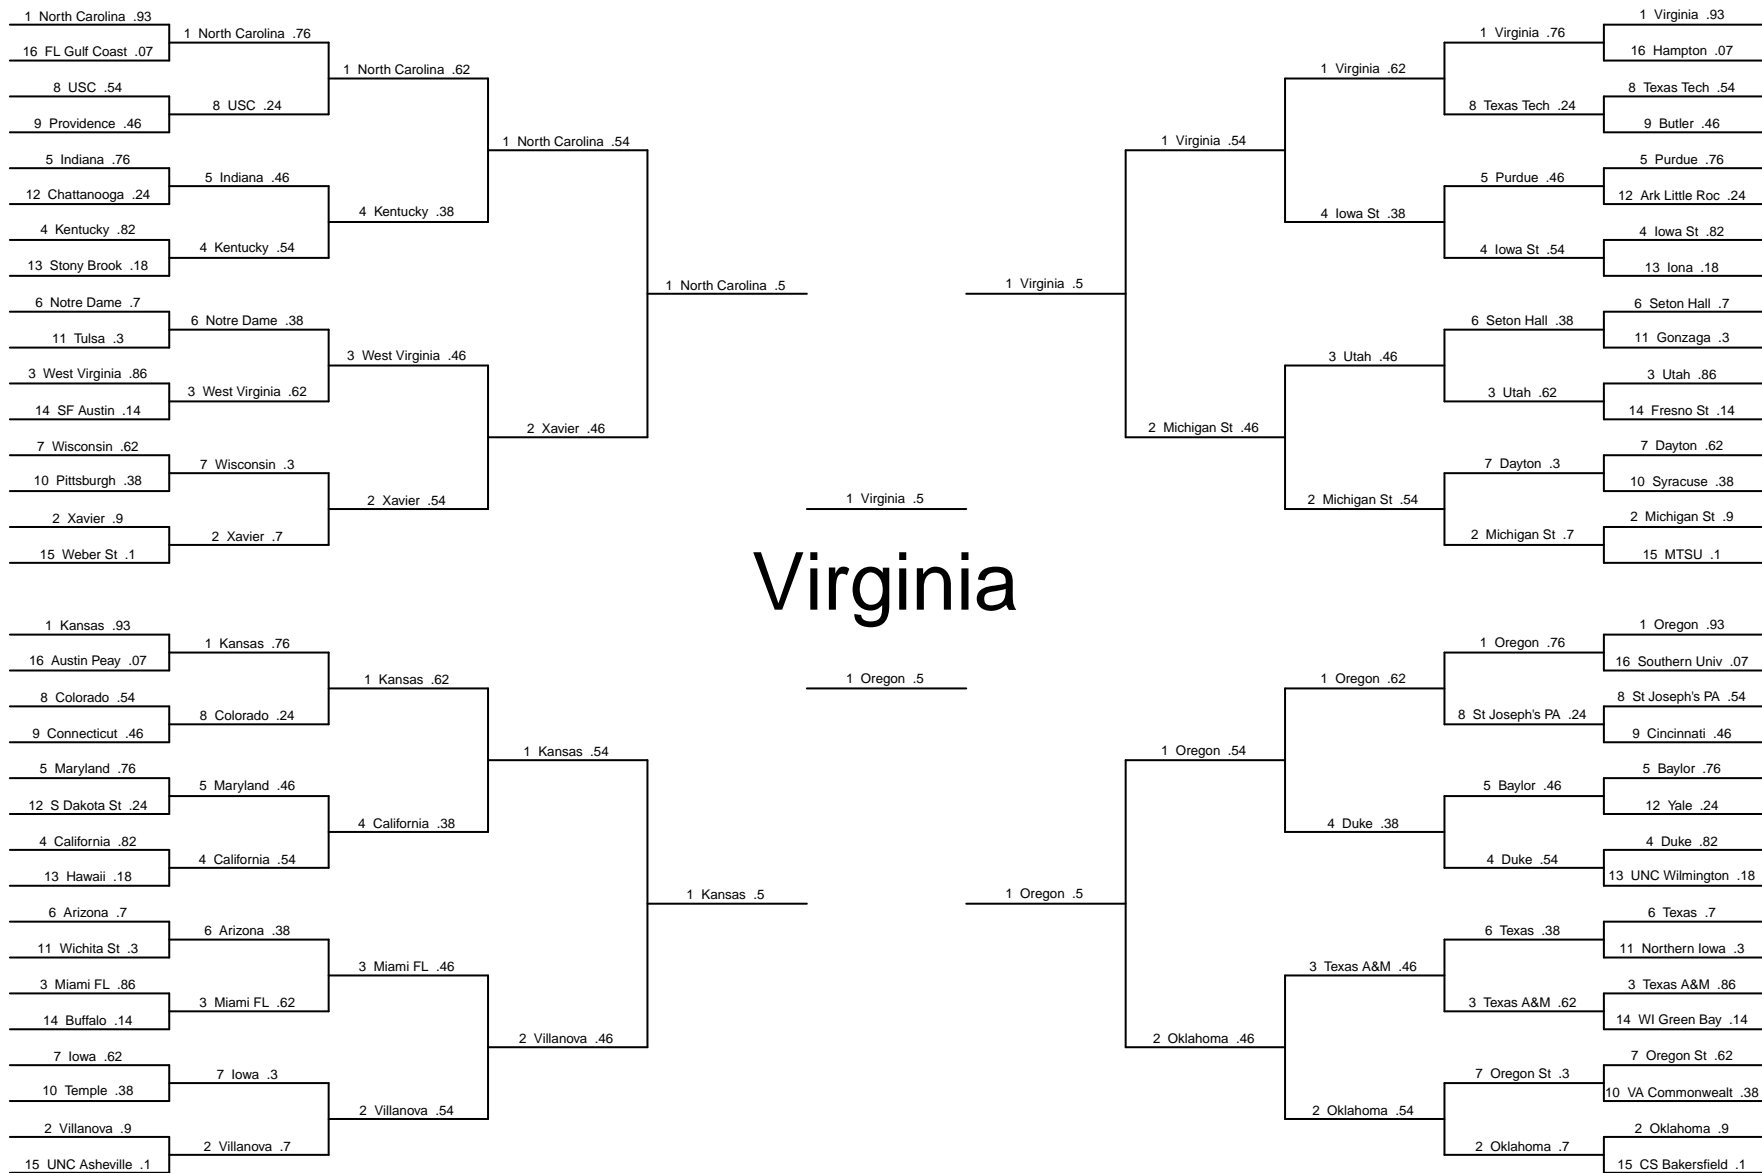 1 North Carolina .93
16 FL Gulf Coast .07
8 USC .54
9 Providence .46
5 Indiana .76
12 Chattanooga .24
4 Kentucky .82
13 Stony Brook .18
6 Notre Dame .7
11 Tulsa .3
3 West Virginia .86
14 SF Austin .14
7 Wisconsin .62
10 Pittsburgh .38
2 Xavier .9
15 Weber St .1
1 North Carolina .76
8 USC .24
5 Indiana .46
4 Kentucky .54
6 Notre Dame .38
3 West Virginia .62
7 Wisconsin .3
2 Xavier .7
1 North Carolina .62
4 Kentucky .38
3 West Virginia .46
2 Xavier .54
1 North Carolina .54
2 Xavier .46
1 North Carolina .5
1 Virginia .5
1 Virginia .5
1 Virginia .54
2 Michigan St .46
1 Virginia .62
4 Iowa St .38
3 Utah .46
2 Michigan St .54
1 Virginia .76
8 Texas Tech .24
5 Purdue .46
4 Iowa St .54
6 Seton Hall .38
3 Utah .62
7 Dayton .3
2 Michigan St .7
1 Virginia .93
16 Hampton .07
8 Texas Tech .54
9 Butler .46
5 Purdue .76
12 Ark Little Roc .24
4 Iowa St .82
13 Iona .18
6 Seton Hall .7
11 Gonzaga .3
3 Utah .86
14 Fresno St .14
7 Dayton .62
10 Syracuse .38
2 Michigan St .9
15 MTSU .1
Virginia
1 Kansas .93
16 Austin Peay .07
8 Colorado .54
9 Connecticut .46
5 Maryland .76
12 S Dakota St .24
4 California .82
13 Hawaii .18
6 Arizona .7
11 Wichita St .3
3 Miami FL .86
14 Buffalo .14
7 Iowa .62
10 Temple .38
2 Villanova .9
15 UNC Asheville .1
1 Kansas .76
8 Colorado .24
5 Maryland .46
4 California .54
6 Arizona .38
3 Miami FL .62
7 Iowa .3
2 Villanova .7
1 Kansas .62
4 California .38
3 Miami FL .46
2 Villanova .54
1 Kansas .54
2 Villanova .46
1 Kansas .5
1 Oregon .5
1 Oregon .5
1 Oregon .54
2 Oklahoma .46
1 Oregon .62
4 Duke .38
3 Texas A&M .46
2 Oklahoma .54
1 Oregon .76
8 St Joseph's PA .24
5 Baylor .46
4 Duke .54
6 Texas .38
3 Texas A&M .62
7 Oregon St .3
2 Oklahoma .7
1 Oregon .93
16 Southern Univ .07
8 St Joseph's PA .54
9 Cincinnati .46
5 Baylor .76
12 Yale .24
4 Duke .82
13 UNC Wilmington .18
6 Texas .7
11 Northern Iowa .3
3 Texas A&M .86
14 WI Green Bay .14
7 Oregon St .62
10 VA Commonwealt .38
2 Oklahoma .9
15 CS Bakersfield .1